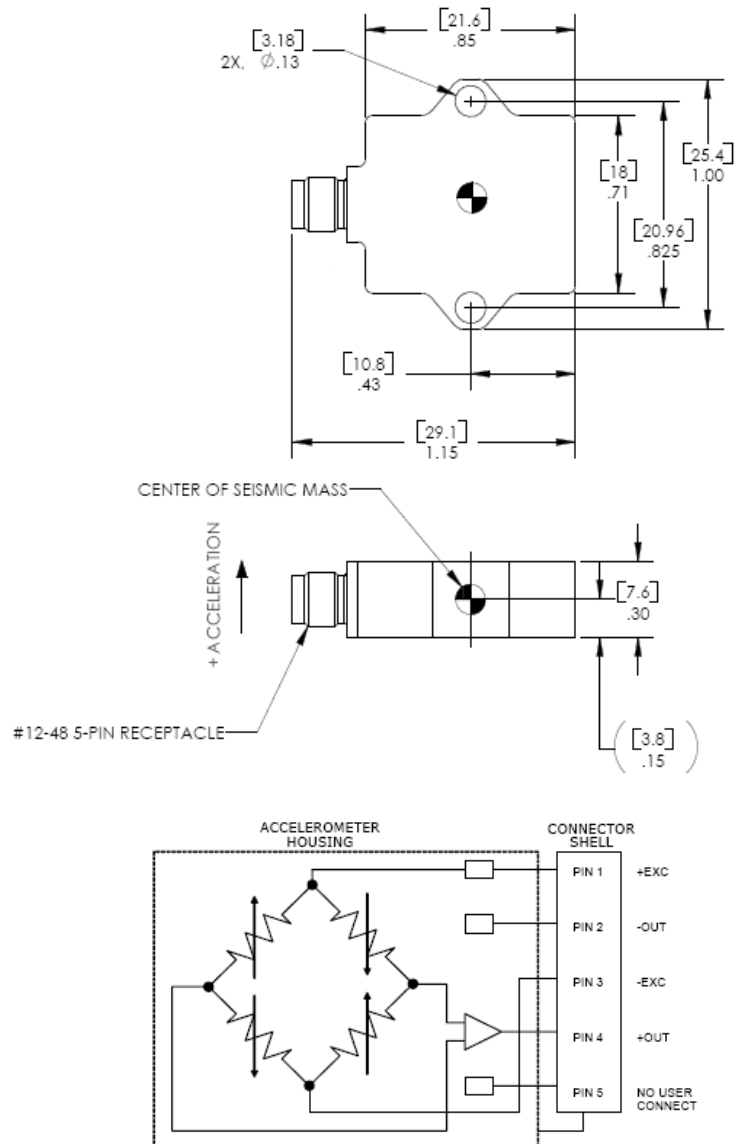 [21.6]
.85
[3.18]
2X, Ø.13
[25.4]
1.00
[18]
.71
[20.96]
.825
[10.8]
.43
[29.1]
1.15
CENTER OF SEISMIC MASS
+ ACCELERATION
[7.6]
.30
#12-48 5-PIN RECEPTACLE
([3.8]
.15)
ACCELEROMETER
HOUSING
CONNECTOR
SHELL
PIN 1 +EXC
PIN 2 -OUT
PIN 3 -EXC
PIN 4 +OUT
PIN 5 NO USER
CONNECT